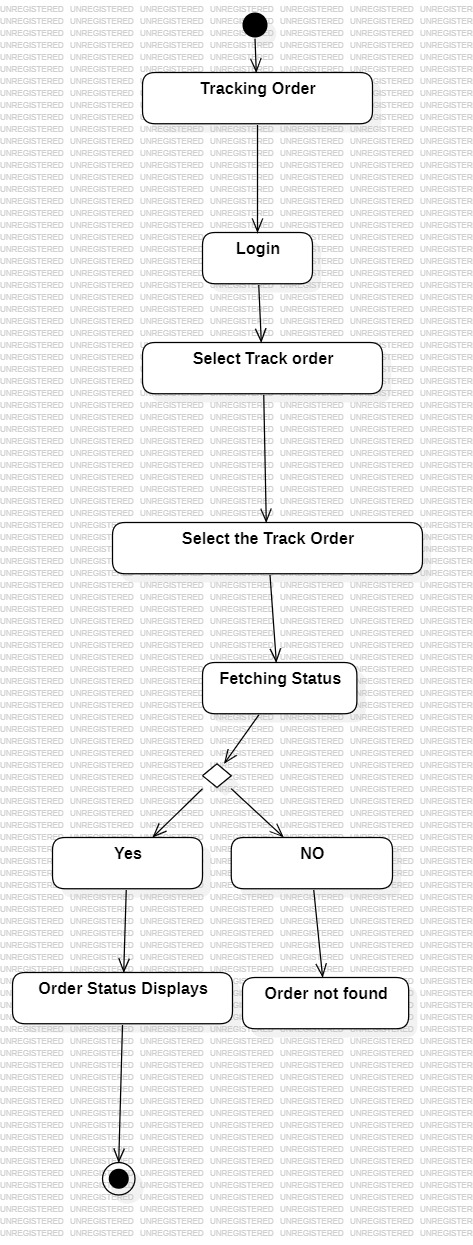 Tracking Order
Login
Select Track order
Select the Track Order
Fetching Status
Yes
NO
Order Status Displays
Order not found
UNREGISTERED